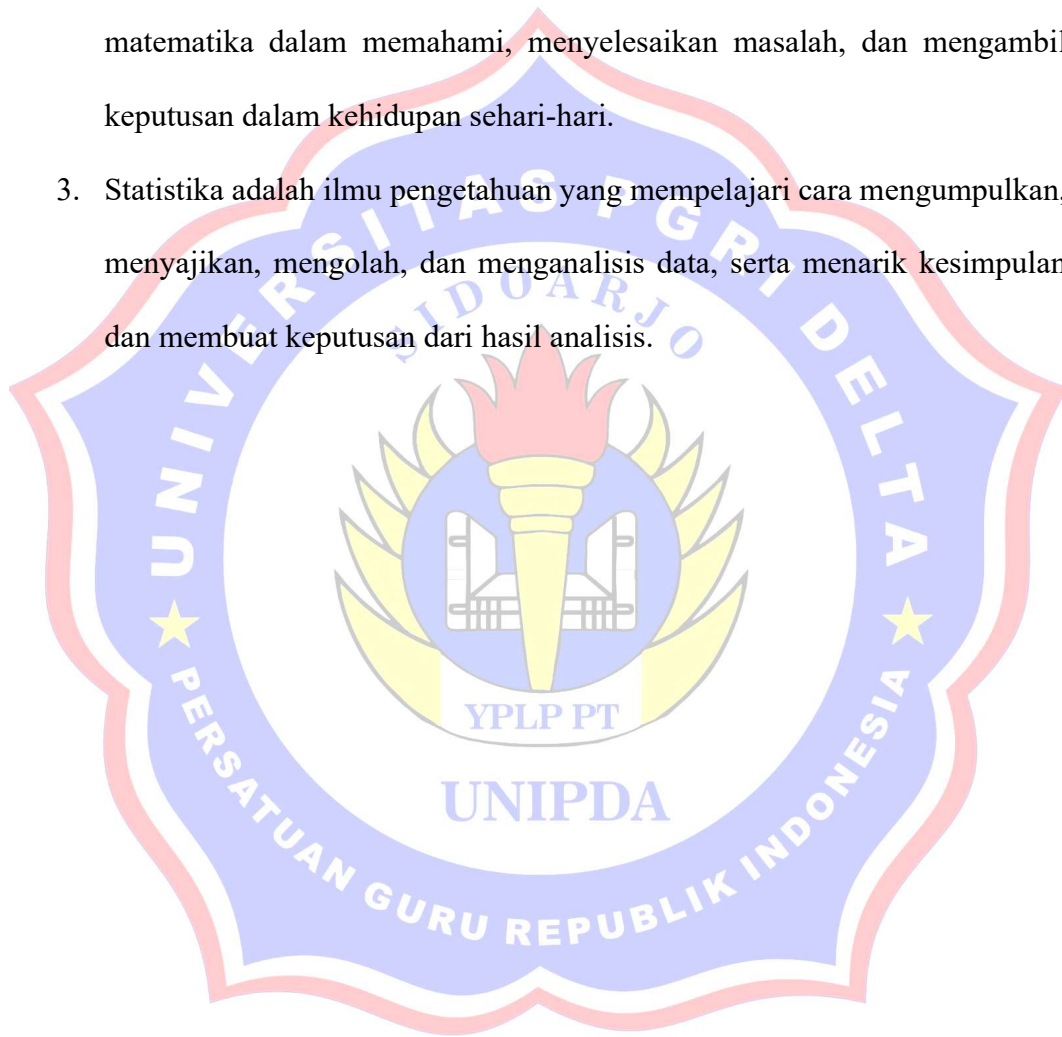 matematika dalam memahami, menyelesaikan masalah, dan mengambil
keputusan dalam kehidupan sehari-hari.
3. Statistika adalah ilmu pengetahuan yang mempelajari cara mengumpulkan,
menyajikan, mengolah, dan menganalisis data, serta menarik kesimpulan
dan membuat keputusan dari hasil analisis.
UNIVERSITAS PGRI DELTA
SIDOARJO
YPLP PT
UNIPDA
PERSATUAN GURU REPUBLIK INDONESIA